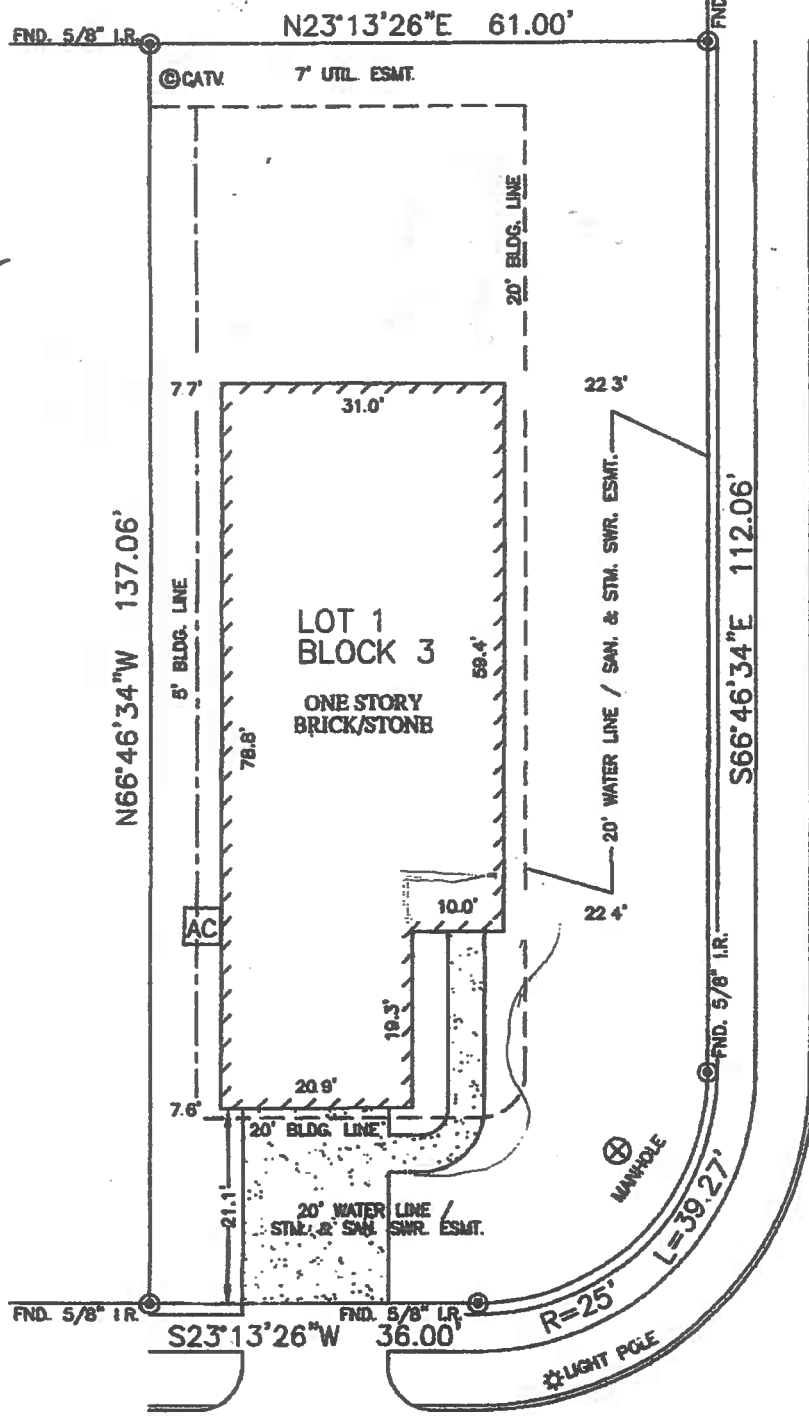 N23°13'26"E 61.00'
FND. 5/8" I.R.
FND
©CATV.
7' UTIL. ESMT.
20' BLDG. LINE
7.7'
31.0'
22 3'
N66°46'34"W 137.06'
5' BLDG. LINE
LOT 1
BLOCK 3
ONE STORY
BRICK/STONE
78.8'
59.4'
20' WATER LINE / SAN. & STM. SWR. ESMT.
S66°46'34"E 112.06'
AC
10.0'
22 4'
19.3'
FND. 5/8" I.R.
7.6'
20 9'
20' BLDG. LINE
21.1'
20' WATER LINE /
STM. & SAN. SWR. ESMT.
MANHOLE
L=39.27'
R=25'
FND. 5/8" I R.
FND. 5/8" I.R.
S23°13'26"W 36.00'
LIGHT POLE